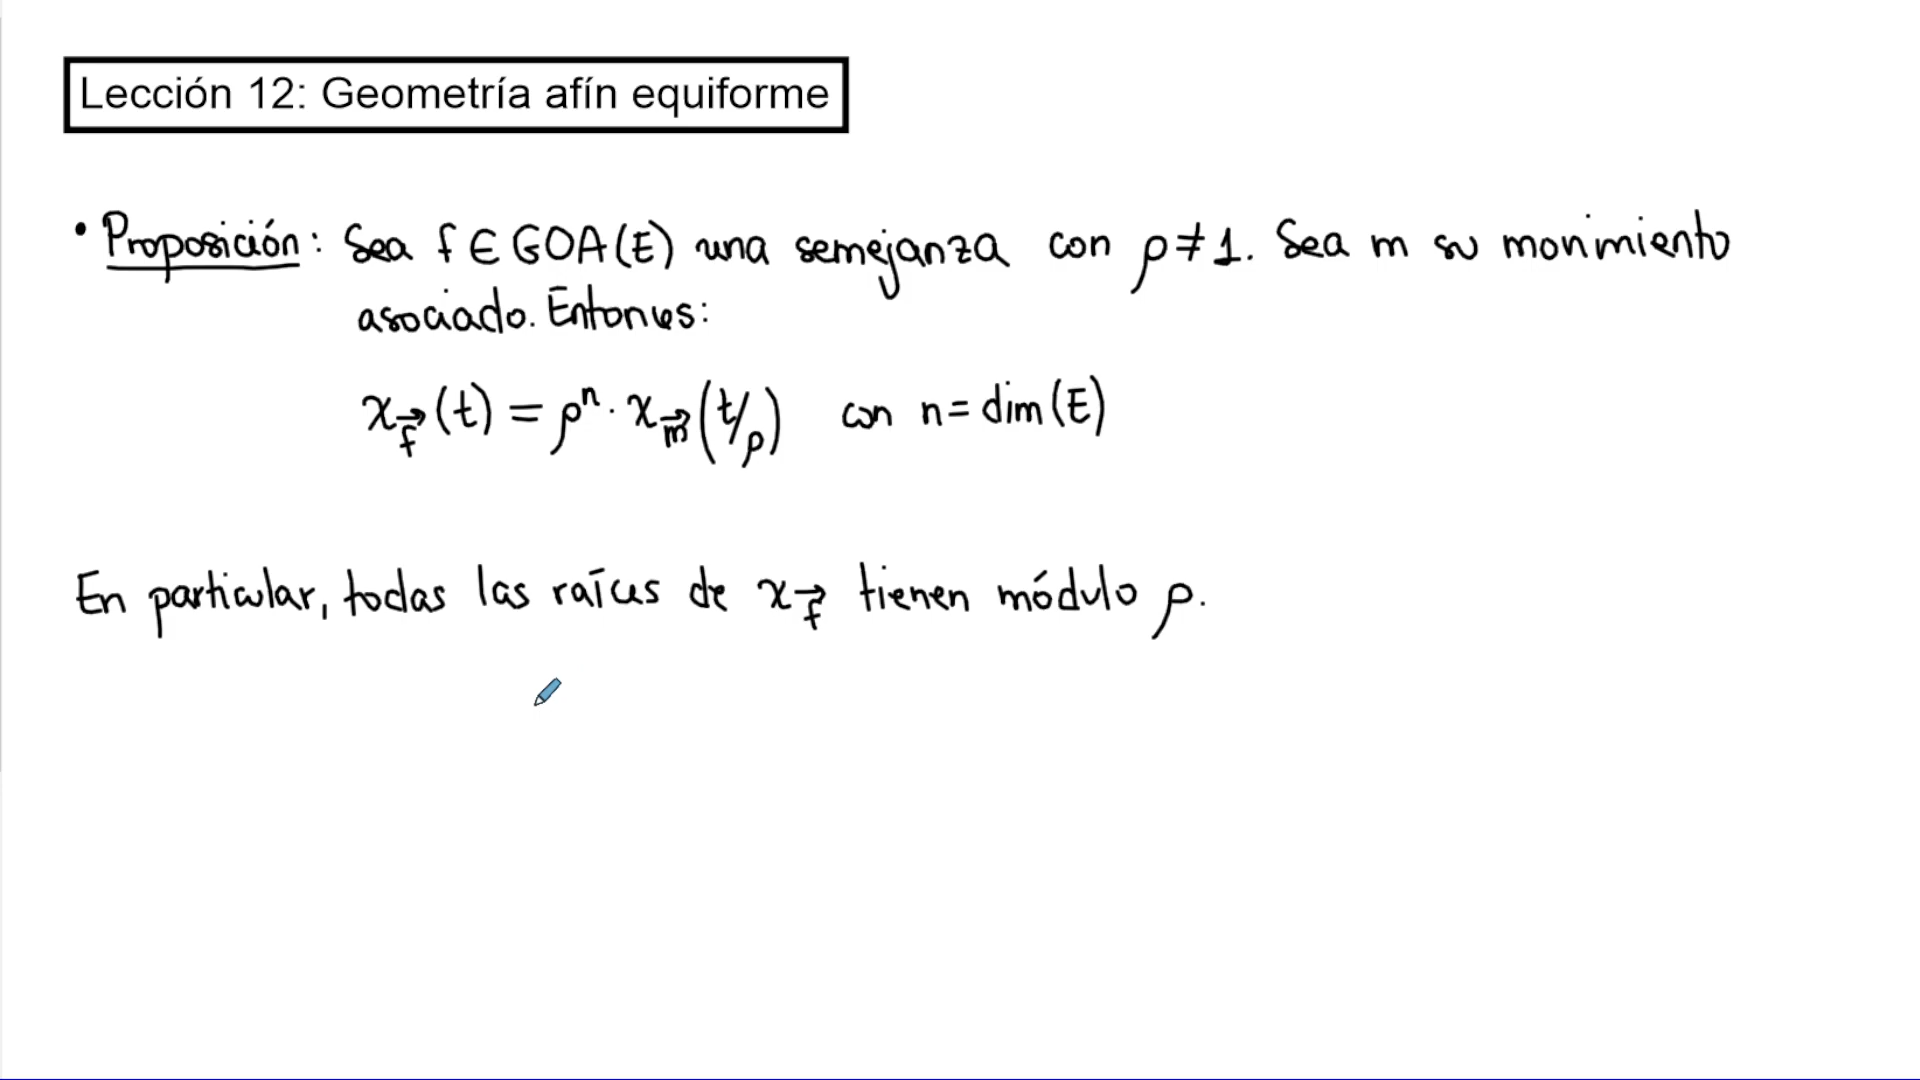 Lección 12: Geometría afín equiforme
• Proposición: Sea f ∈ GOA(E) una semejanza con ρ ≠ 1. Sea m su movimiento
asociado. Entonces:
χ_f⃗(t) = ρⁿ · χ_m⃗(t/ρ) con n = dim(E)
En particular, todas las raíces de χ_f⃗ tienen módulo ρ.